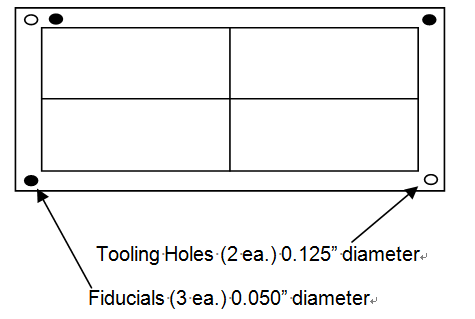 Tooling Holes (2 ea.) 0.125” diameter
Fiducials (3 ea.) 0.050” diameter